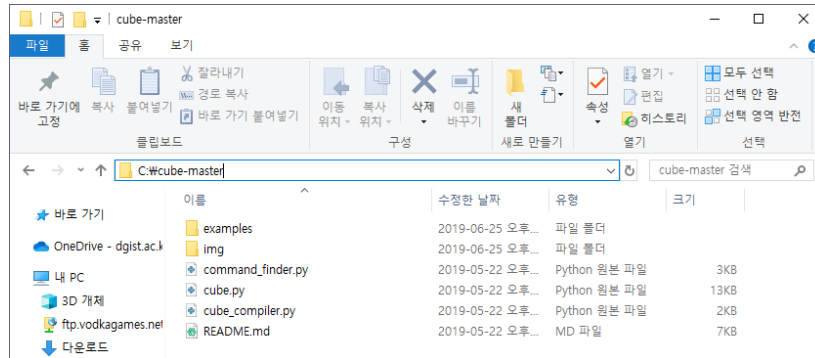 cube-master
파일 홈 공유 보기
잘라내기
경로 복사
바로 가기 붙여넣기
바로 가기에 고정
복사
붙여넣기
클립보드
이동 위치
복사 위치
삭제
이름 바꾸기
구성
새 폴더
새로 만들기
속성
열기
편집
히스토리
열기
모두 선택
선택 안 함
선택 영역 반전
선택
C:₩cube-master
cube-master 검색
이름 수정한 날짜 유형 크기
바로 가기
OneDrive - dgist.ac.k
내 PC
3D 개체
ftp.vodkagames.net
다운로드
examples 2019-06-25 오후... 파일 폴더
img 2019-06-25 오후... 파일 폴더
command_finder.py 2019-05-22 오후... Python 원본 파일 3KB
cube.py 2019-05-22 오후... Python 원본 파일 13KB
cube_compiler.py 2019-05-22 오후... Python 원본 파일 2KB
README.md 2019-05-22 오후... MD 파일 7KB